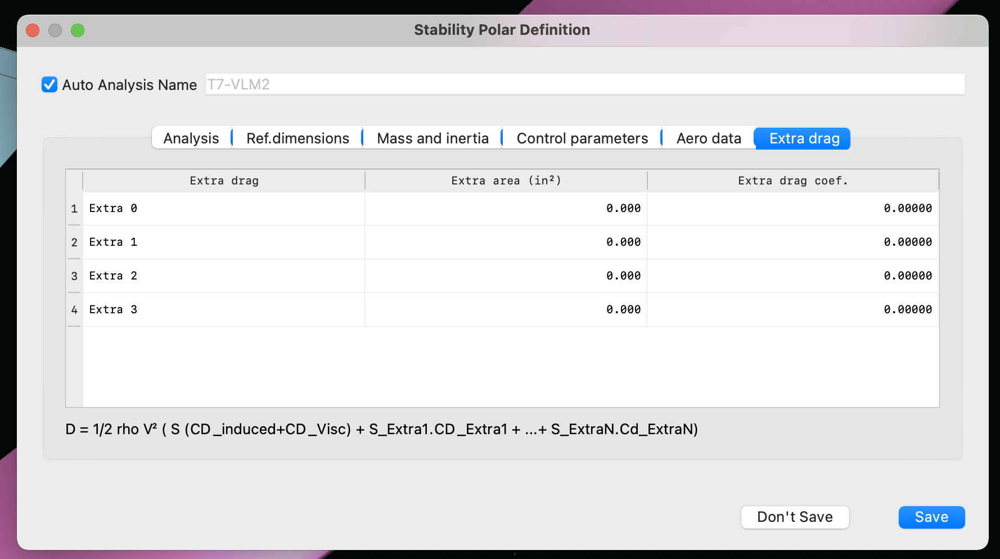 Stability Polar Definition
Auto Analysis Name T7-VLM2
Analysis Ref.dimensions Mass and inertia Control parameters Aero data Extra drag
Extra drag Extra area (in²) Extra drag coef.
1 Extra 0 0.000 0.00000
2 Extra 1 0.000 0.00000
3 Extra 2 0.000 0.00000
4 Extra 3 0.000 0.00000
D = 1/2 rho V² ( S (CD_induced+CD_Visc) + S_Extra1.CD_Extra1 + ...+ S_ExtraN.Cd_ExtraN)
Don't Save Save